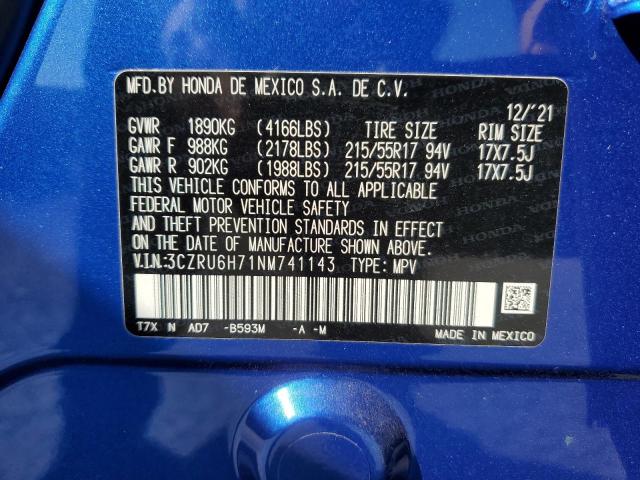 MFD.BY HONDA DE MEXICO S.A. DE C.V.
12/'21
GVWR 1890KG (4166LBS) TIRE SIZE RIM SIZE
GAWR F 988KG (2178LBS) 215/55R17 94V 17X7.5J
GAWR R 902KG (1988LBS) 215/55R17 94V 17X7.5J
THIS VEHICLE CONFORMS TO ALL APPLICABLE
FEDERAL MOTOR VEHICLE SAFETY
AND THEFT PREVENTION STANDARDS IN EFFECT
ON THE DATE OF MANUFACTURE SHOWN ABOVE.
V.I.N:3CZRU6H71NM741143 TYPE: MPV
T7X N AD7 -B593M -A -M
MADE IN MEXICO